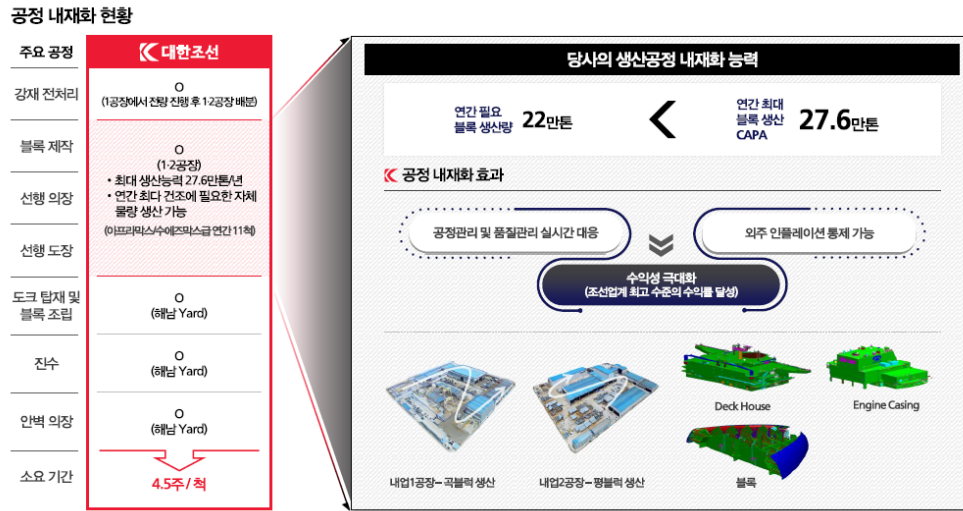 공정 내재화 현황
주요 공정
대한조선
강재 전처리
O
(1공장에서 전량 진행 후 1·2공장 배분)
블록 제작
선행 의장
선행 도장
O
(1·2공장)
• 최대 생산능력 27.6만톤/년
• 연간 최다 건조에 필요한 자체
물량 생산 가능
(아프라막스/수에즈막스급 연간 11척)
도크 탑재 및
블록 조립
O
(해남 Yard)
진수
O
(해남 Yard)
안벽 의장
O
(해남 Yard)
소요 기간
4.5주/척
당사의 생산공정 내재화 능력
연간 필요
블록 생산량
22만톤
<
연간 최대
블록 생산
CAPA
27.6만톤
공정 내재화 효과
공정관리 및 품질관리 실시간 대응
외주 인플레이션 통제 가능
수익성 극대화
(조선업계 최고 수준의 수익률 달성)
내업1공장– 곡블럭 생산
내업2공장– 평블럭 생산
Deck House
Engine Casing
블록